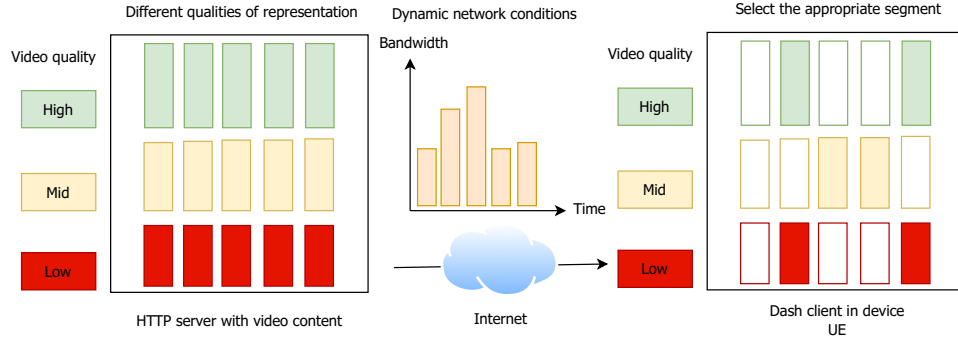 Different qualities of representation
Dynamic network conditions
Select the appropriate segment
Video quality
High
Mid
Low
Bandwidth
Time
Video quality
High
Mid
Low
HTTP server with video content
Internet
Dash client in device
UE